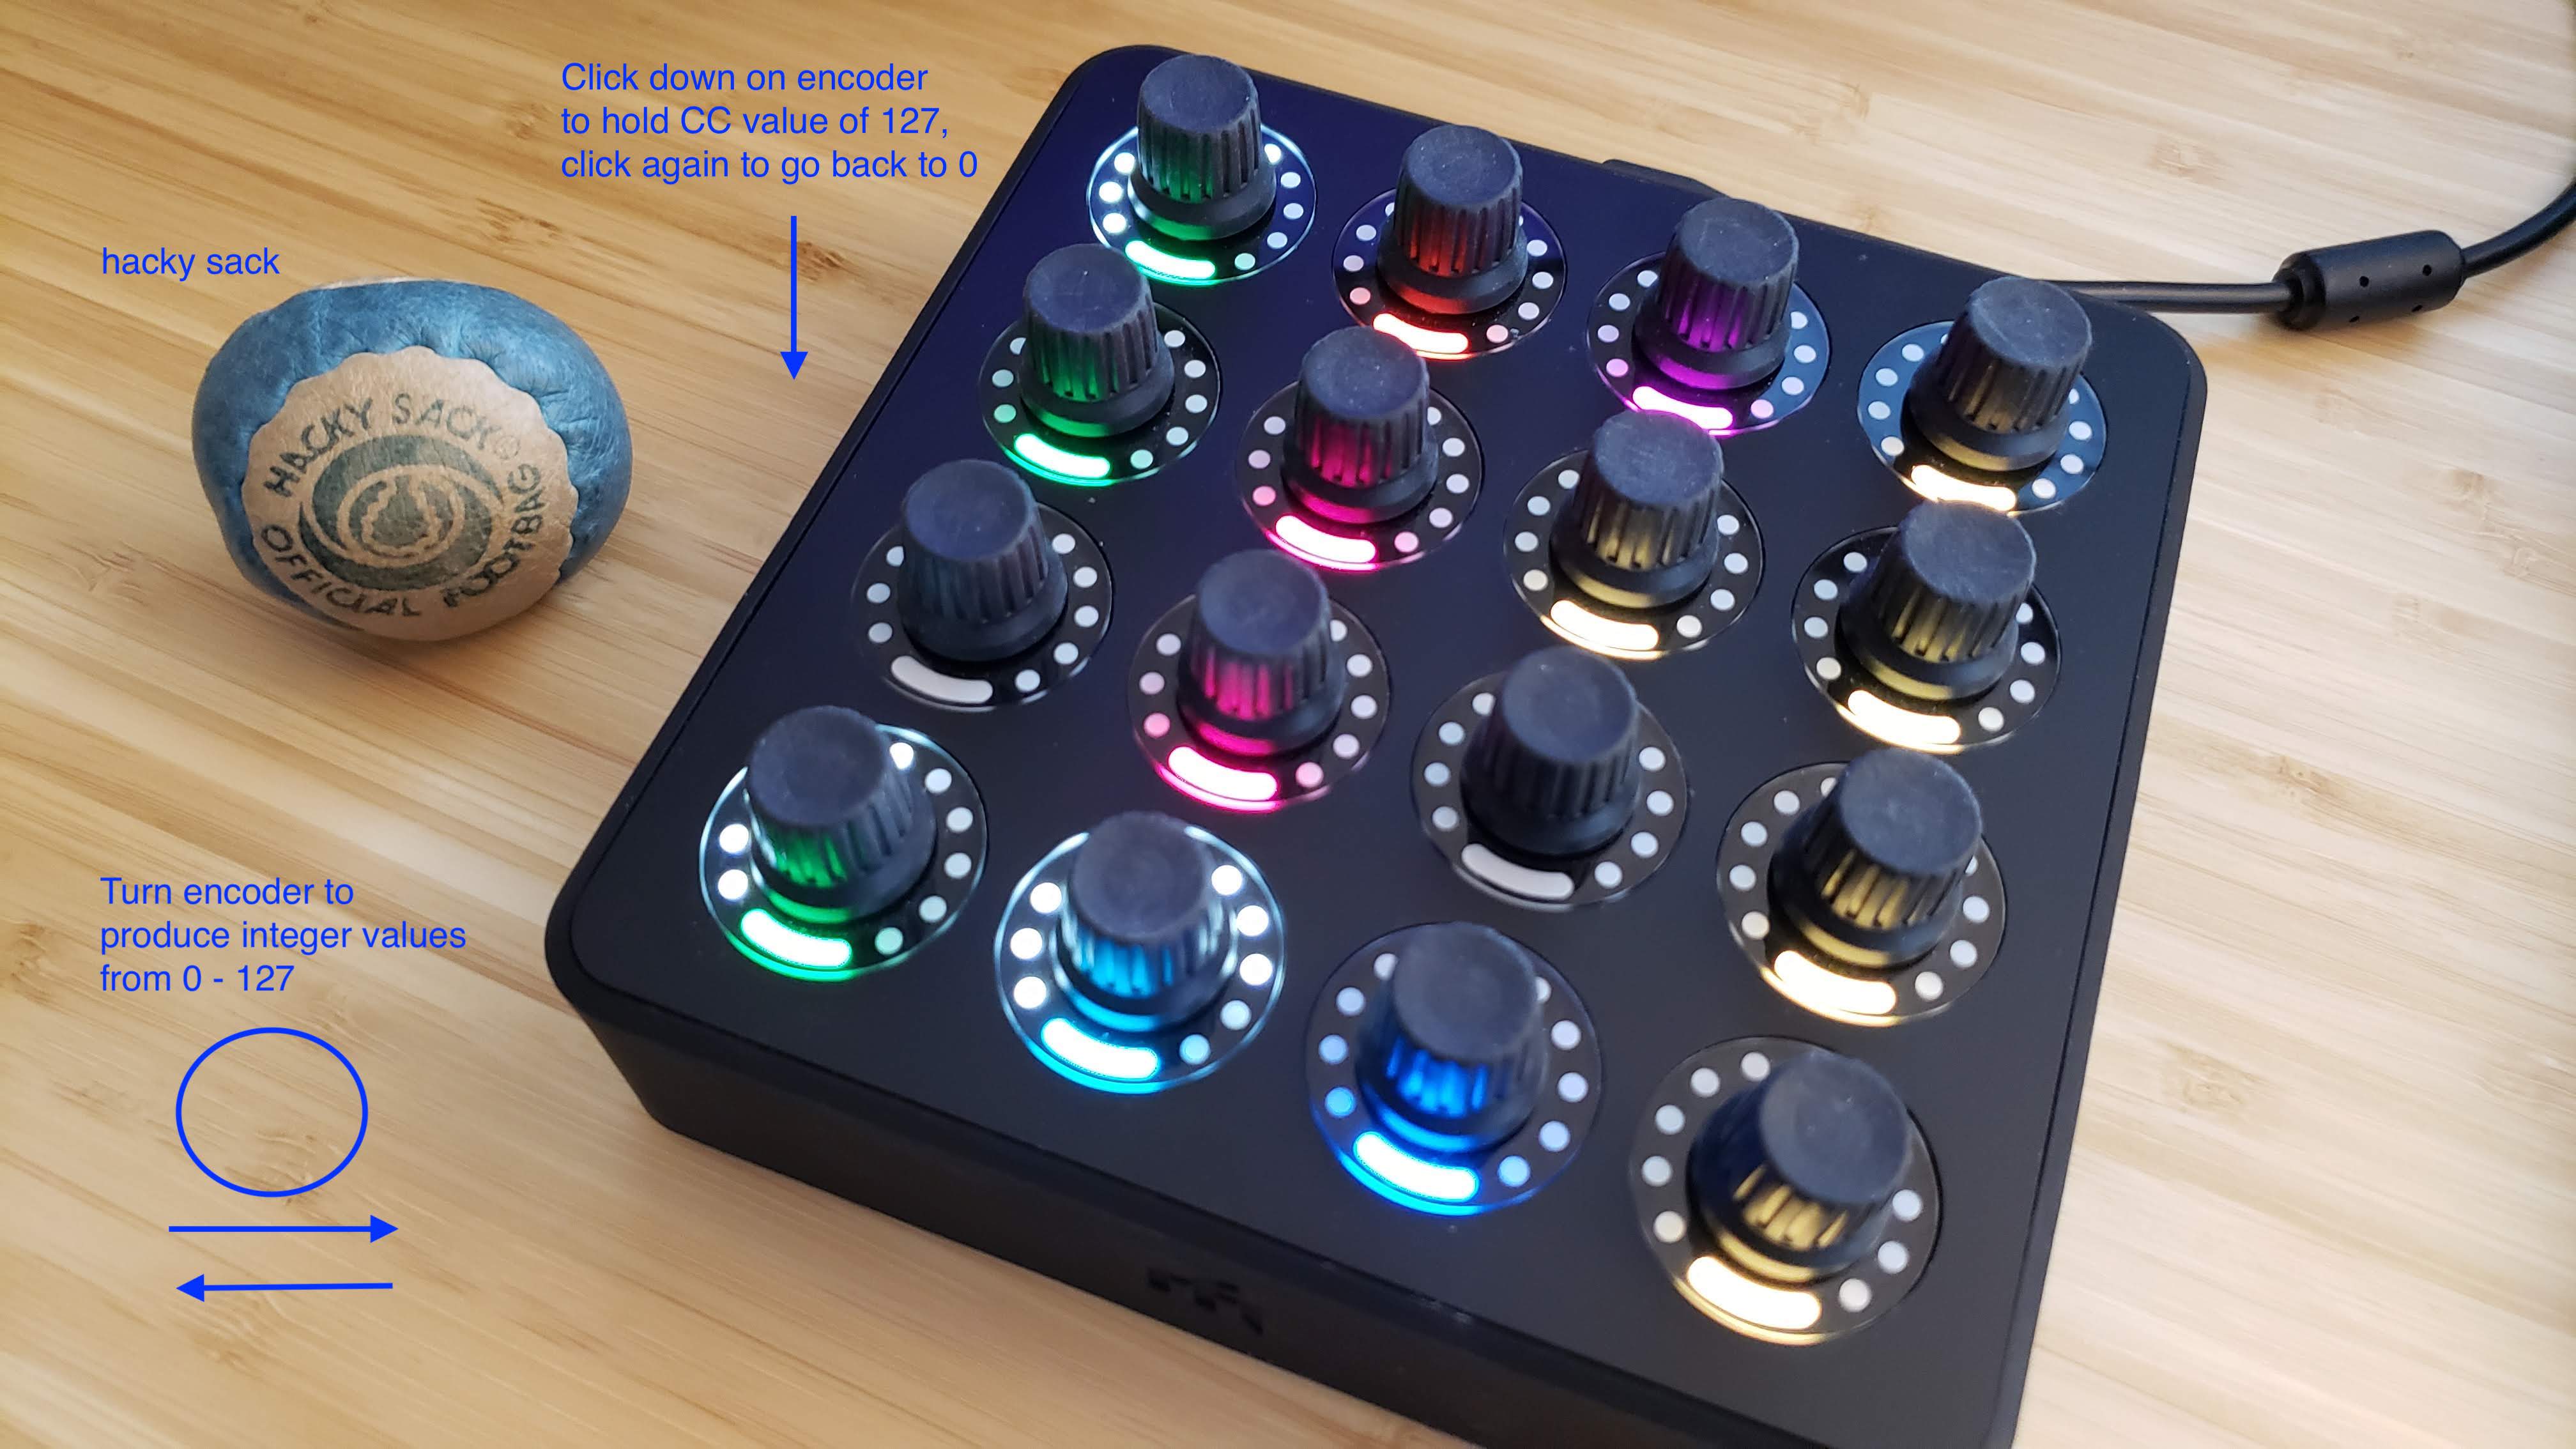 Click down on encoder
to hold CC value of 127,
click again to go back to 0
hacky sack
HACKY SACK®
OFFICIAL FOOTBAG
Turn encoder to
produce integer values
from 0 - 127